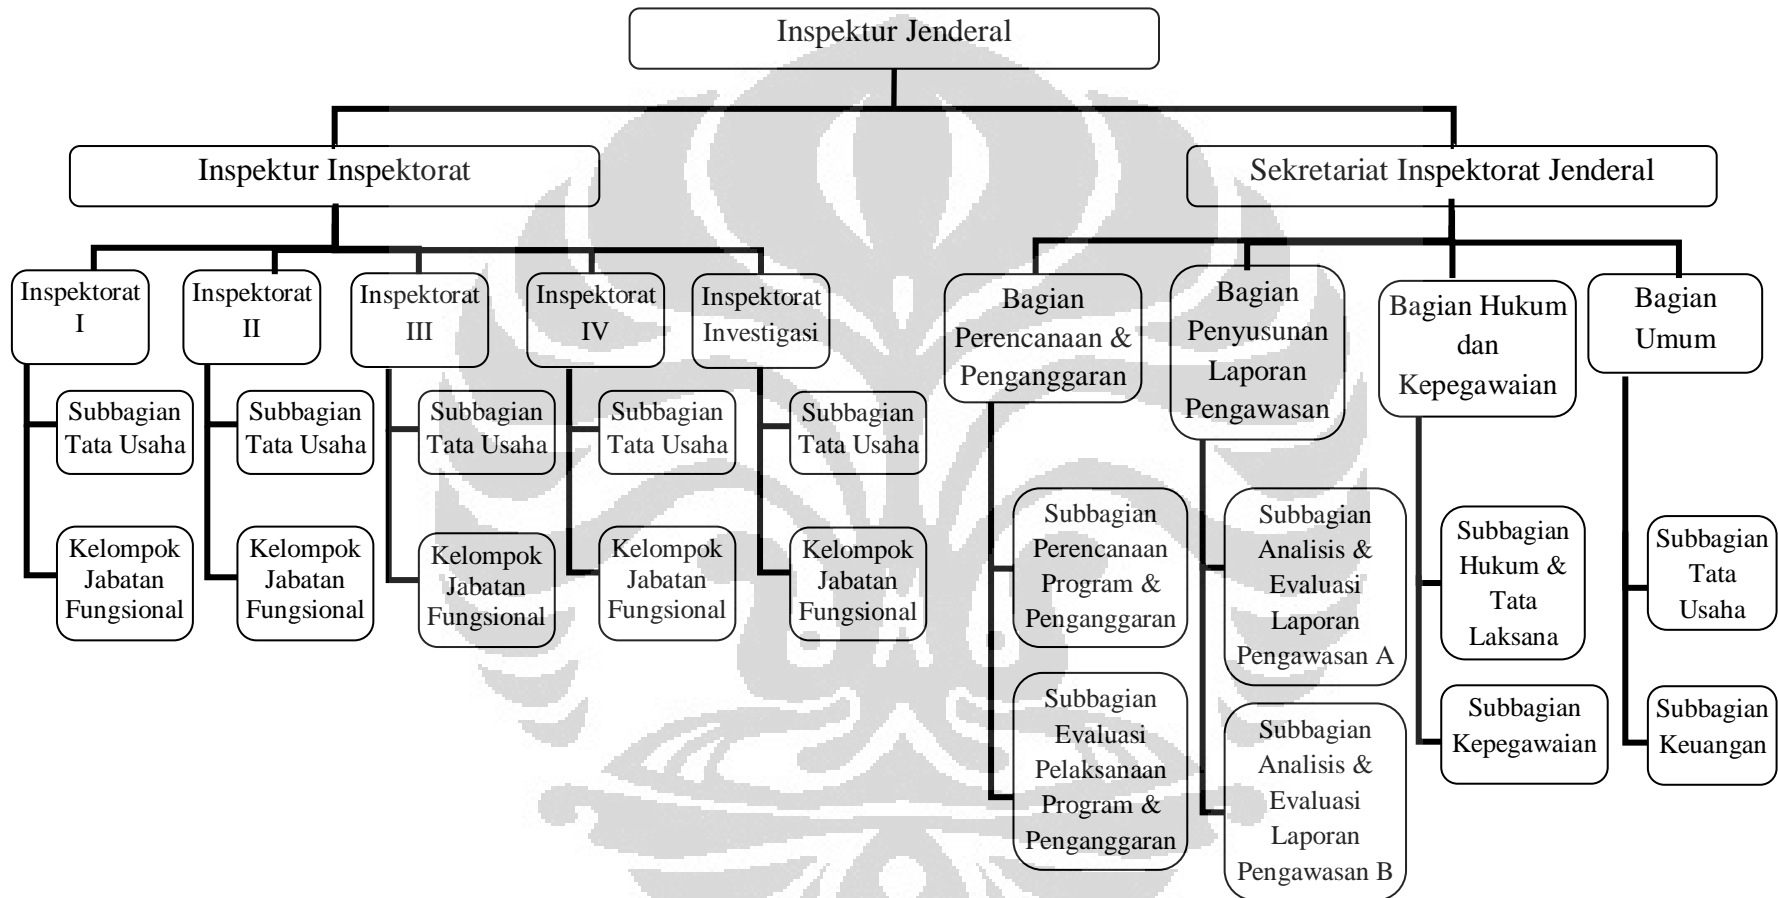 Inspektur Jenderal
Inspektur Inspektorat
Sekretariat Inspektorat Jenderal
Inspektorat
I
Inspektorat
II
Inspektorat
III
Inspektorat
IV
Inspektorat
Investigasi
Bagian
Perencanaan &
Penganggaran
Bagian
Penyusunan
Laporan
Pengawasan
Bagian Hukum
dan
Kepegawaian
Bagian
Umum
Subbagian
Tata Usaha
Subbagian
Tata Usaha
Subbagian
Tata Usaha
Subbagian
Tata Usaha
Subbagian
Tata Usaha
Kelompok
Jabatan
Fungsional
Kelompok
Jabatan
Fungsional
Kelompok
Jabatan
Fungsional
Kelompok
Jabatan
Fungsional
Kelompok
Jabatan
Fungsional
Subbagian
Perencanaan
Program &
Penganggaran
Subbagian
Analisis &
Evaluasi
Laporan
Pengawasan A
Subbagian
Hukum &
Tata
Laksana
Subbagian
Tata
Usaha
Subbagian
Evaluasi
Pelaksanaan
Program &
Penganggaran
Subbagian
Analisis &
Evaluasi
Laporan
Pengawasan B
Subbagian
Kepegawaian
Subbagian
Keuangan